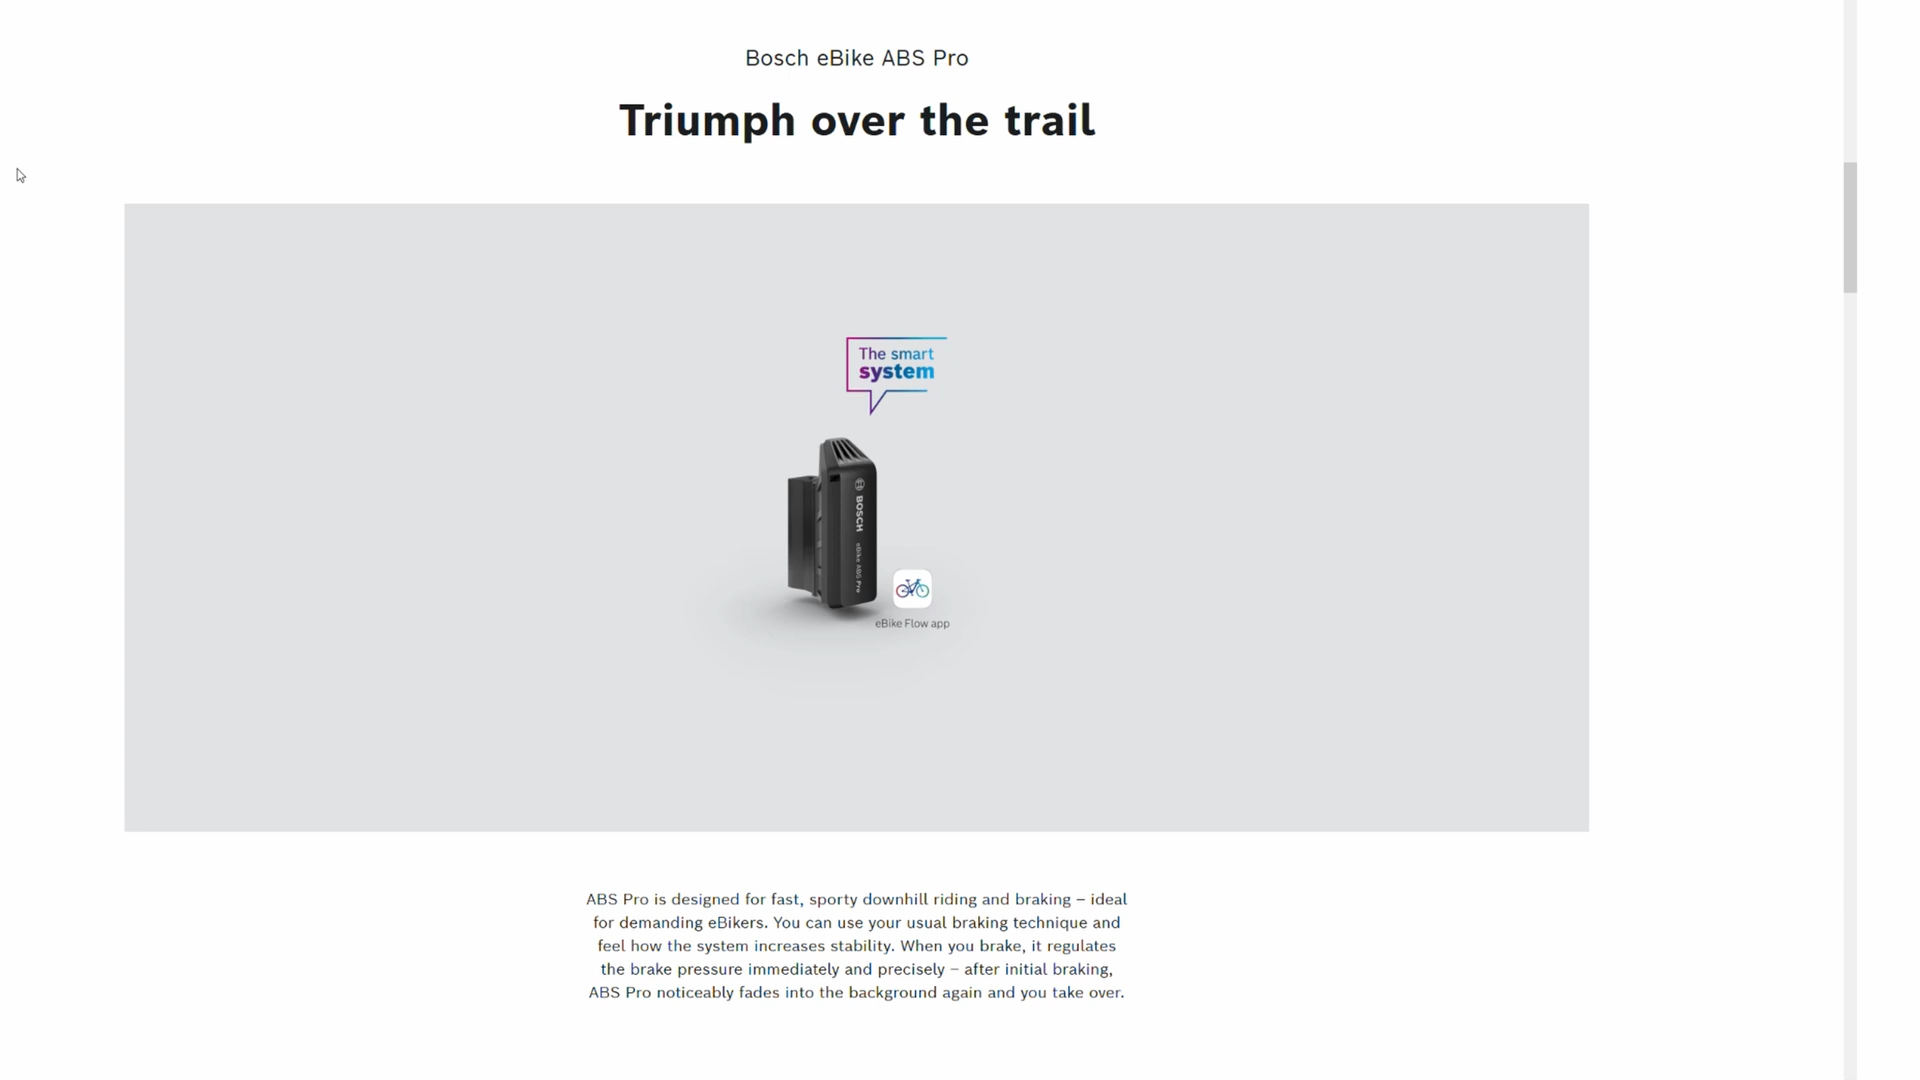 Bosch eBike ABS Pro
Triumph over the trail
The smart
system
BOSCH eBike ABS Pro
eBike Flow app
ABS Pro is designed for fast, sporty downhill riding and braking – ideal
for demanding eBikers. You can use your usual braking technique and
feel how the system increases stability. When you brake, it regulates
the brake pressure immediately and precisely – after initial braking,
ABS Pro noticeably fades into the background again and you take over.